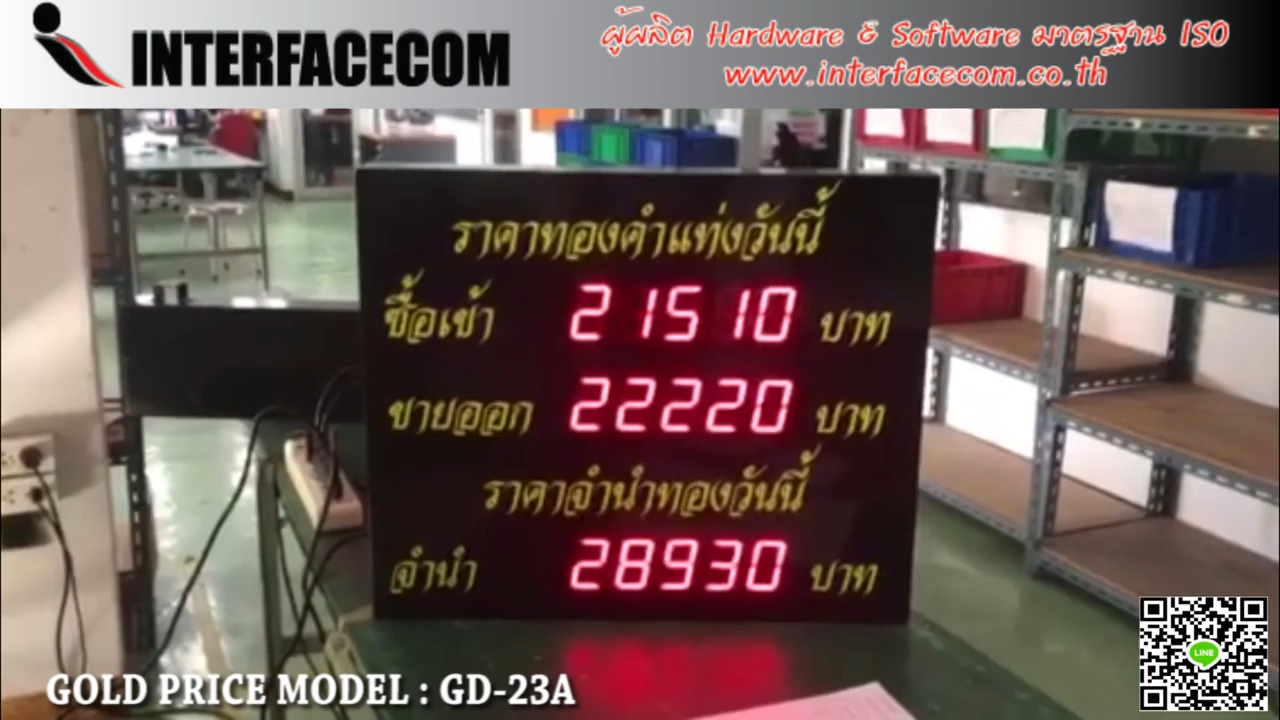 INTERFACECOM
ผู้ผลิต Hardware & Software มาตรฐาน ISO
www.interfacecom.co.th
ราคาทองคำแท่งวันนี้
ซื้อเข้า 21510 บาท
ขายออก 22220 บาท
ราคาจำนำทองวันนี้
จำนำ 28930 บาท
LINE
GOLD PRICE MODEL : GD-23A